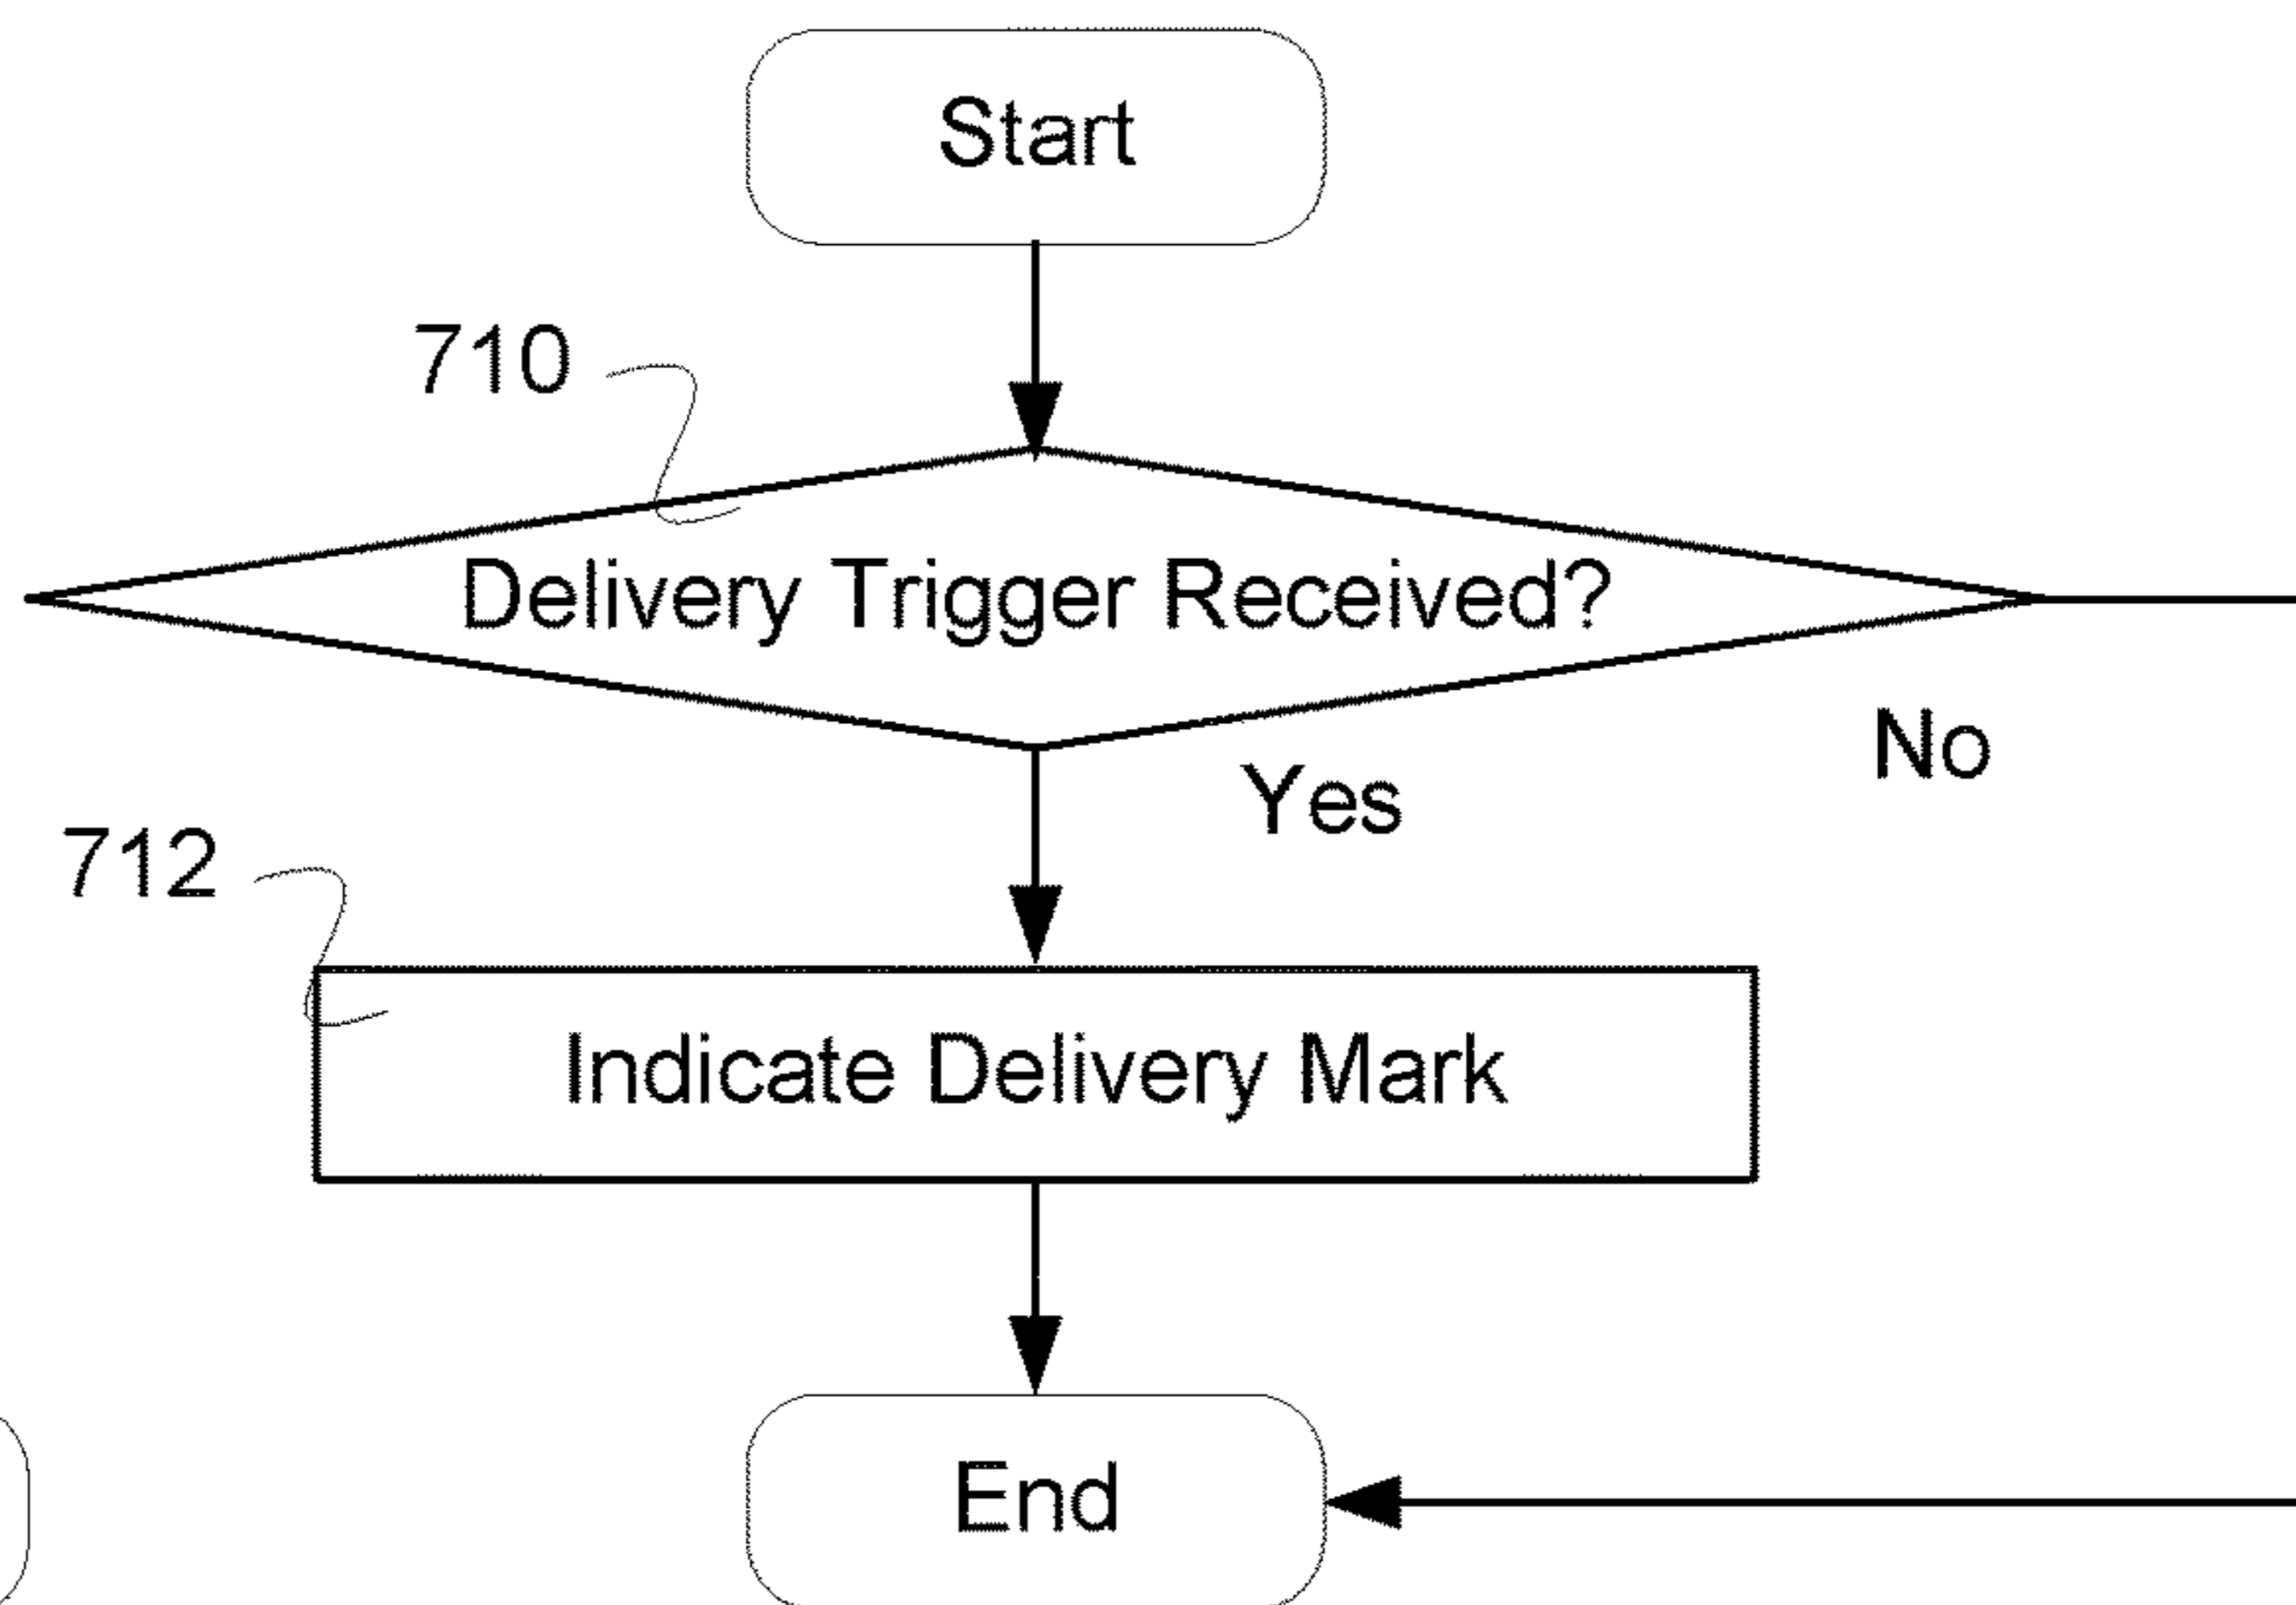 Start
710
Delivery Trigger Received?
No
Yes
712
Indicate Delivery Mark
End